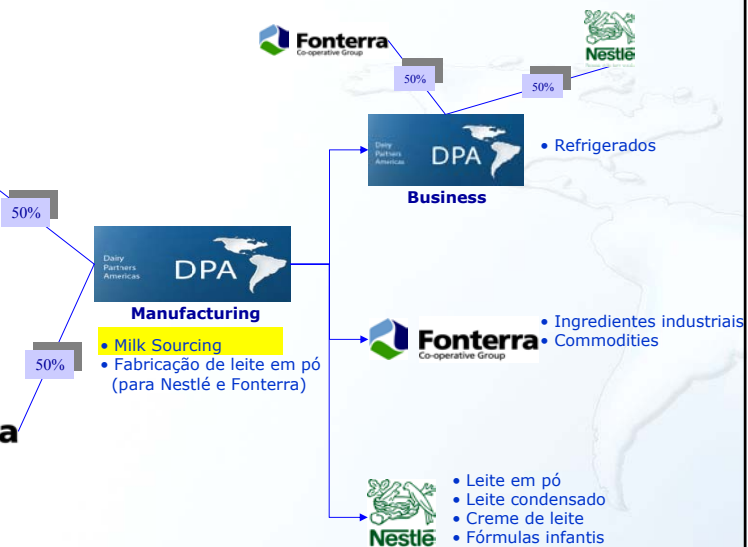 Fonterra
Co-operative Group
Nestlé
50%
50%
Dairy
Partners
Americas
DPA
• Refrigerados
Business
50%
Dairy
Partners
Americas
DPA
Manufacturing
• Milk Sourcing
• Fabricação de leite em pó
(para Nestlé e Fonterra)
50%
a
Fonterra
Co-operative Group
• Ingredientes industriais
• Commodities
Nestlé
• Leite em pó
• Leite condensado
• Creme de leite
• Fórmulas infantis